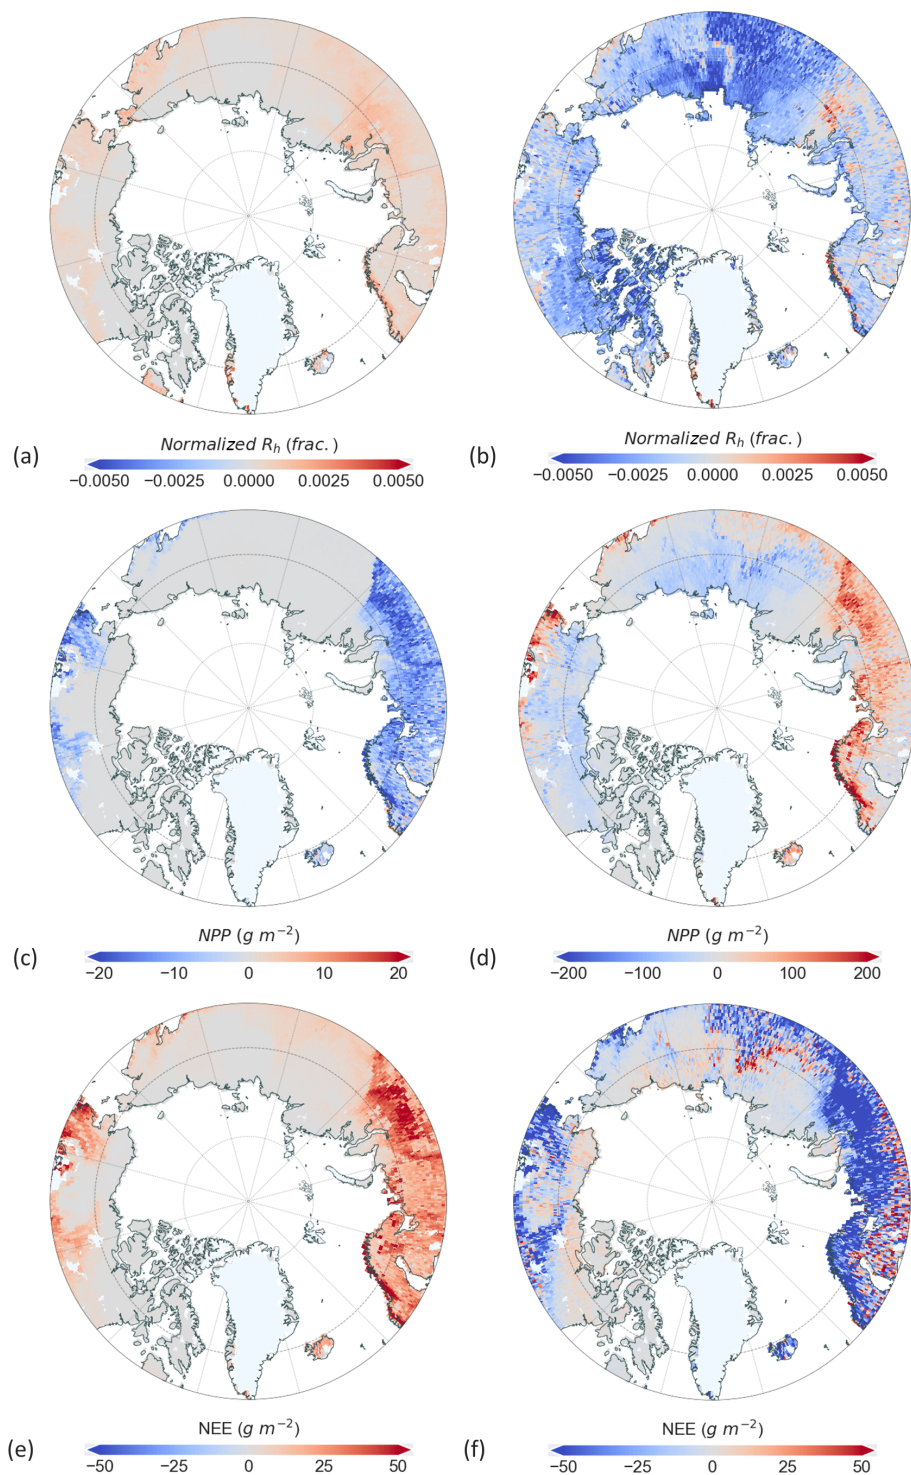 Normalized Rₕ (frac.)
Normalized Rₕ (frac.)
(a)
(b)
−0.0050 −0.0025 0.0000 0.0025 0.0050
−0.0050 −0.0025 0.0000 0.0025 0.0050
NPP (g m⁻²)
NPP (g m⁻²)
(c)
(d)
−20 −10 0 10 20
−200 −100 0 100 200
NEE (g m⁻²)
NEE (g m⁻²)
(e)
(f)
−50 −25 0 25 50
−50 −25 0 25 50